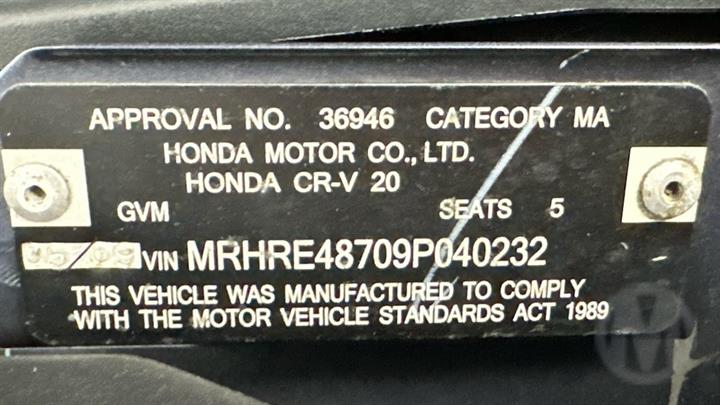 APPROVAL NO. 36946 CATEGORY MA
HONDA MOTOR CO., LTD.
HONDA CR-V 20
GVM SEATS 5
VIN MRHRE48709P040232
THIS VEHICLE WAS MANUFACTURED TO COMPLY
WITH THE MOTOR VEHICLE STANDARDS ACT 1989